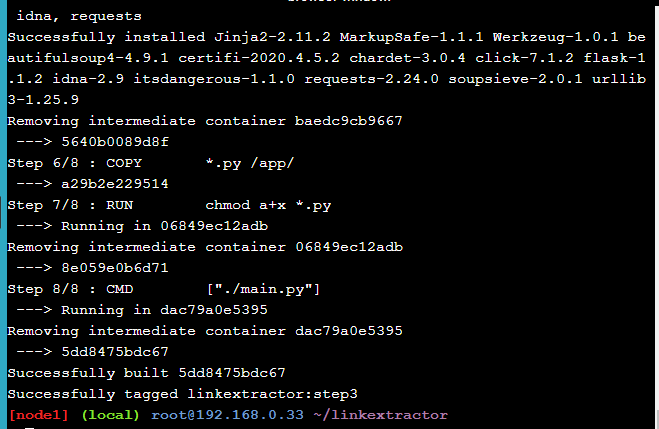 idna, requests
Successfully installed Jinja2-2.11.2 MarkupSafe-1.1.1 Werkzeug-1.0.1 be
autifulsoup4-4.9.1 certifi-2020.4.5.2 chardet-3.0.4 click-7.1.2 flask-1
.1.2 idna-2.9 itsdangerous-1.1.0 requests-2.24.0 soupsieve-2.0.1 urllib
3-1.25.9
Removing intermediate container baedc9cb9667
 ---> 5640b0089d8f
Step 6/8 : COPY       *.py /app/
 ---> a29b2e229514
Step 7/8 : RUN        chmod a+x *.py
 ---> Running in 06849ec12adb
Removing intermediate container 06849ec12adb
 ---> 8e059e0b6d71
Step 8/8 : CMD        ["./main.py"]
 ---> Running in dac79a0e5395
Removing intermediate container dac79a0e5395
 ---> 5dd8475bdc67
Successfully built 5dd8475bdc67
Successfully tagged linkextractor:step3
[node1] (local) root@192.168.0.33 ~/linkextractor